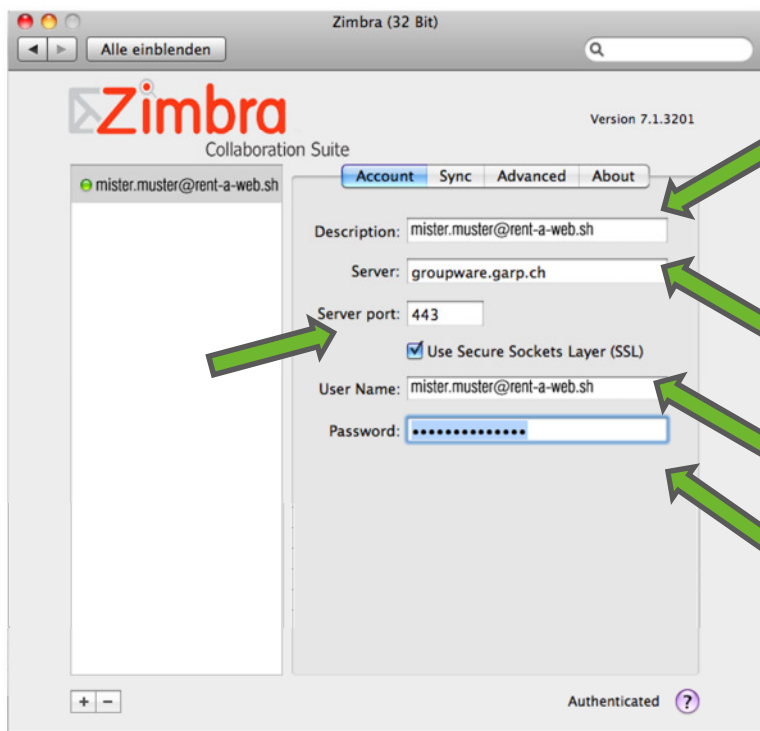 Zimbra (32 Bit)
Alle einblenden
Zimbra
Collaboration Suite
Version 7.1.3201
mister.muster@rent-a-web.sh
Account Sync Advanced About
Description: mister.muster@rent-a-web.sh
Server: groupware.garp.ch
Server port: 443
Use Secure Sockets Layer (SSL)
User Name: mister.muster@rent-a-web.sh
Password: ••••••••••••••
+ −
Authenticated ?